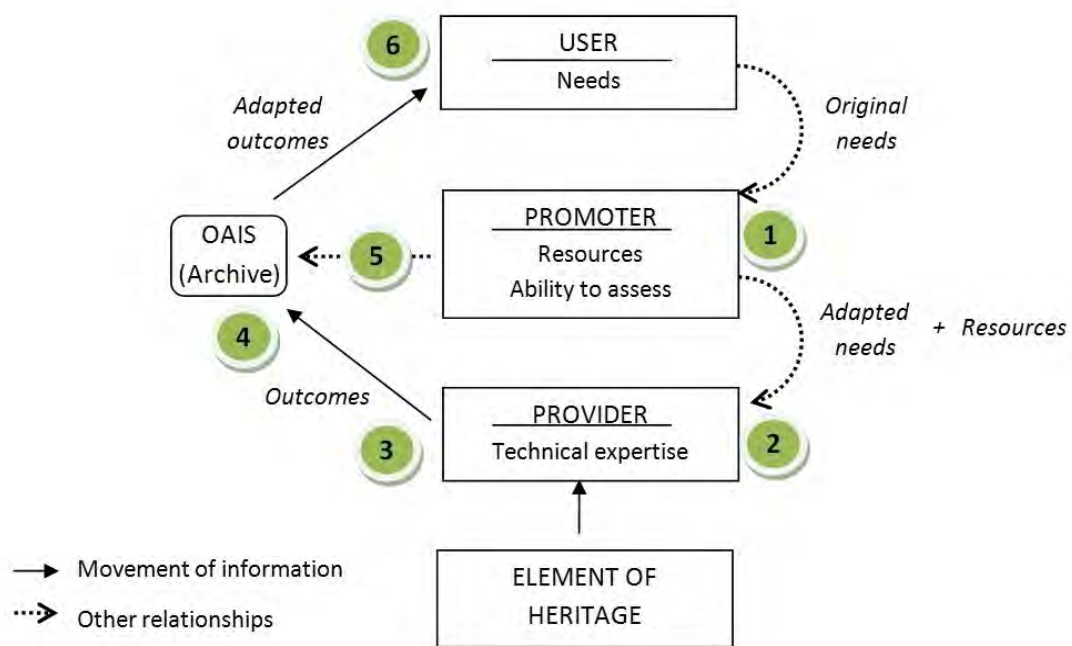 6
USER
Needs
Adapted
outcomes
Original
needs
PROMOTER
Resources
Ability to assess
1
OAIS
(Archive)
5
Adapted
needs
+ Resources
4
Outcomes
PROVIDER
Technical expertise
3
2
Movement of information
Other relationships
ELEMENT OF
HERITAGE